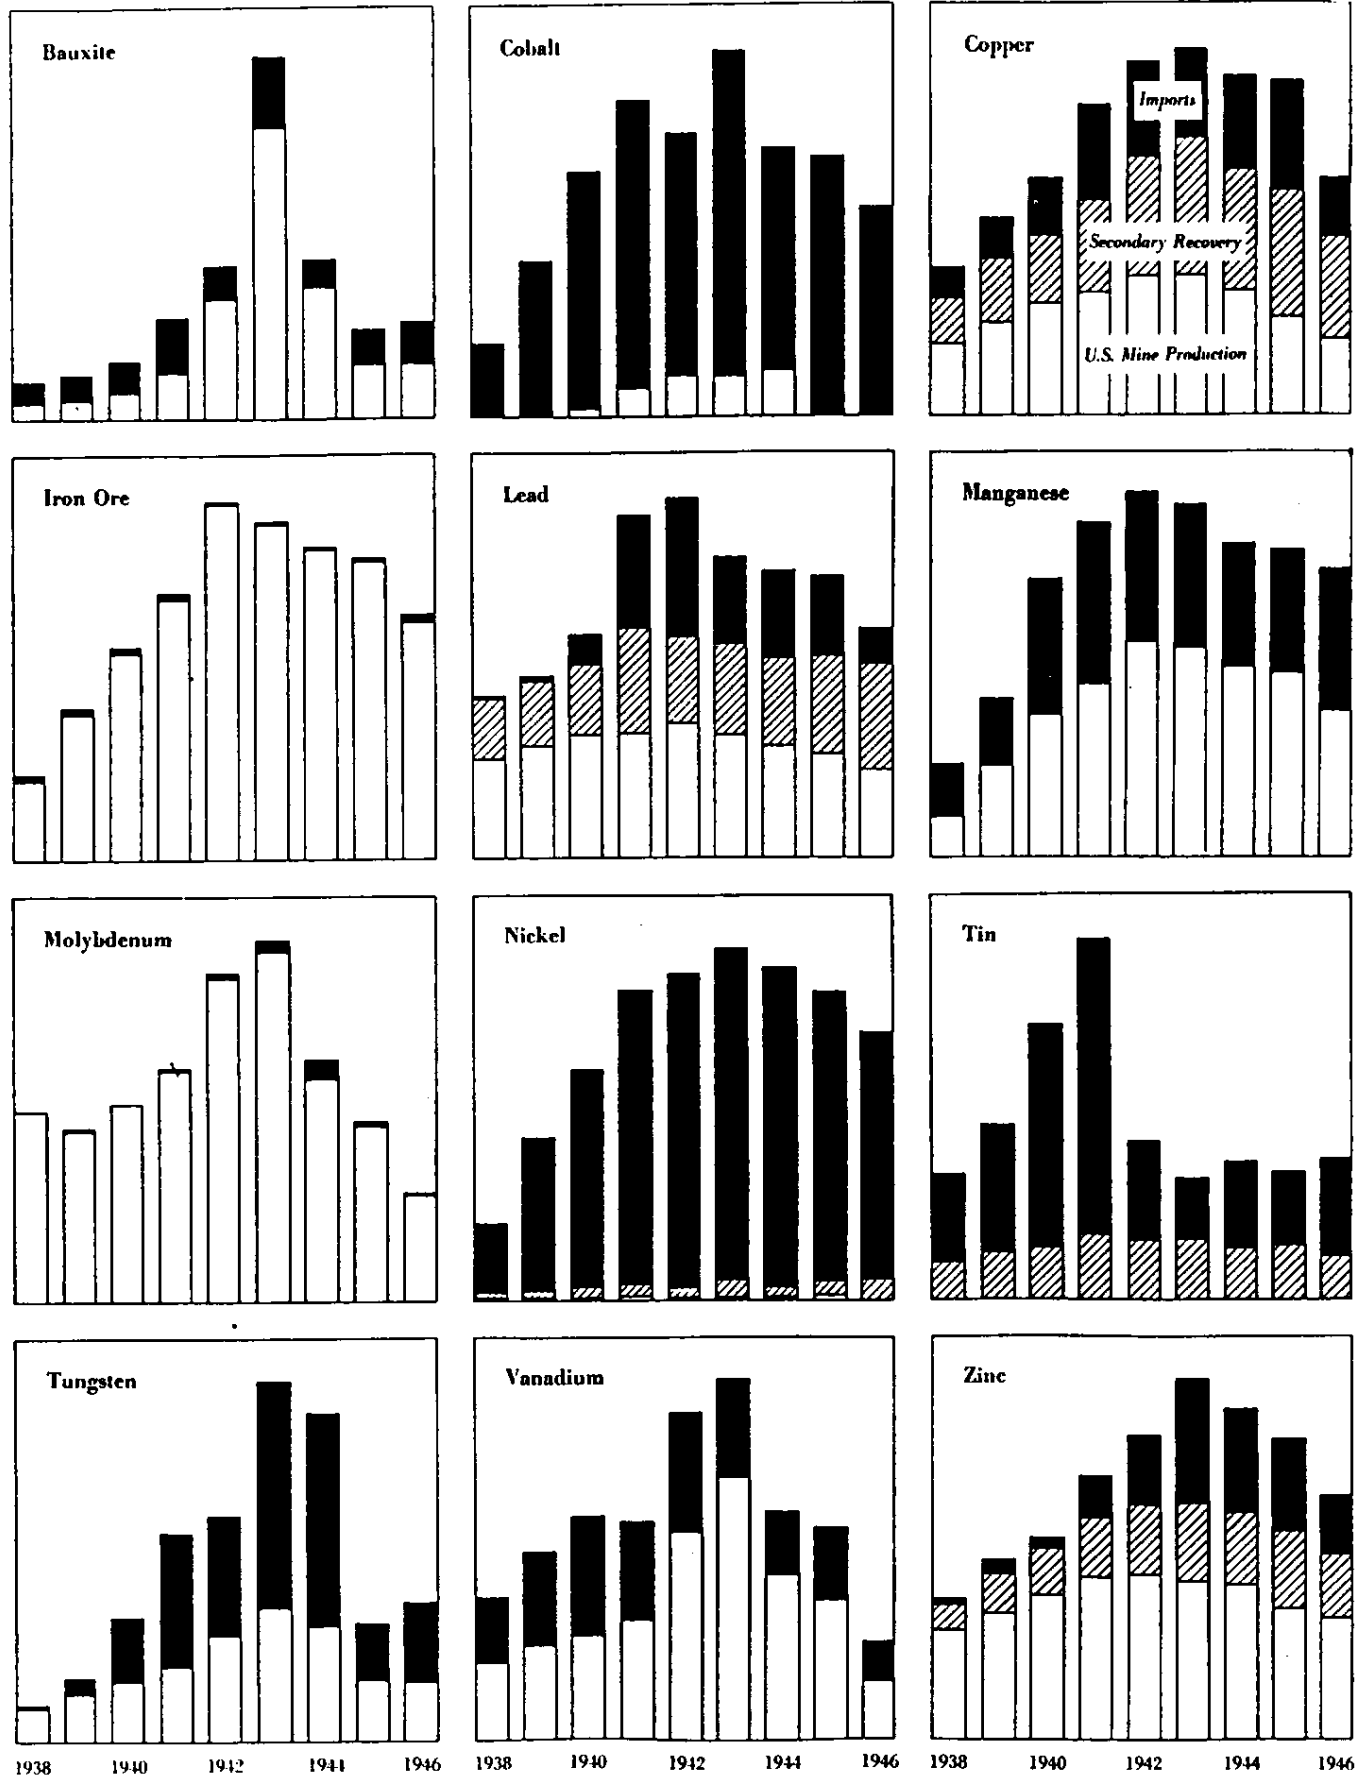 Bauxite
Cobalt
Copper
Imports
Secondary Recovery
U.S. Mine Production
Iron Ore
Lead
Manganese
Molybdenum
Nickel
Tin
Tungsten
Vanadium
Zinc
1938 1940 1942 1944 1946
1938 1940 1942 1944 1946
1938 1940 1942 1944 1946